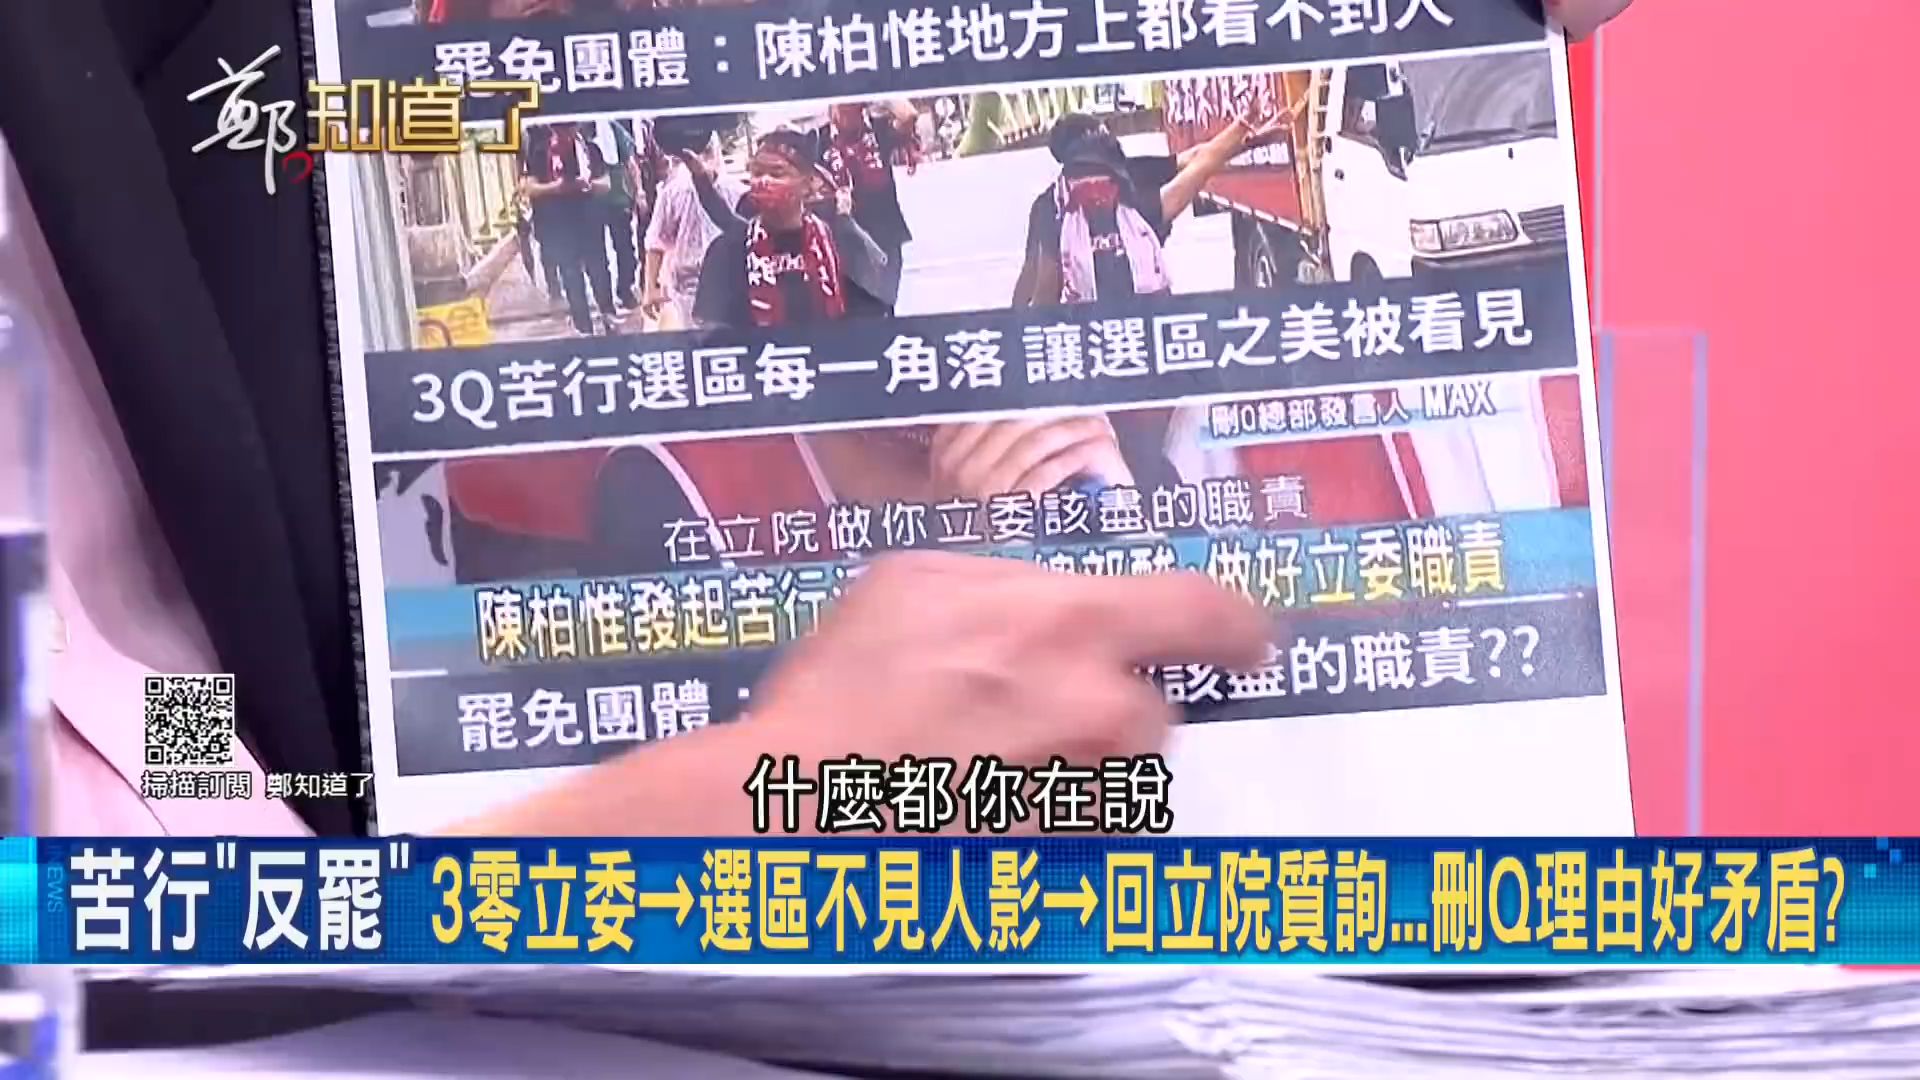 罷免團體：陳柏惟地方上都看不到人
鄭知道了
3Q苦行選區每一角落 讓選區之美被看見
刪Q總部發言人 MAX
在立院做你立委該盡的職責
陳柏惟發起苦行 總部酸:做好立委職責
罷免團體： 該盡的職責??
掃描訂閱 鄭知道了
什麼都你在說
NEWS
苦行"反罷" 3零立委→選區不見人影→回立院質詢...刪Q理由好矛盾?